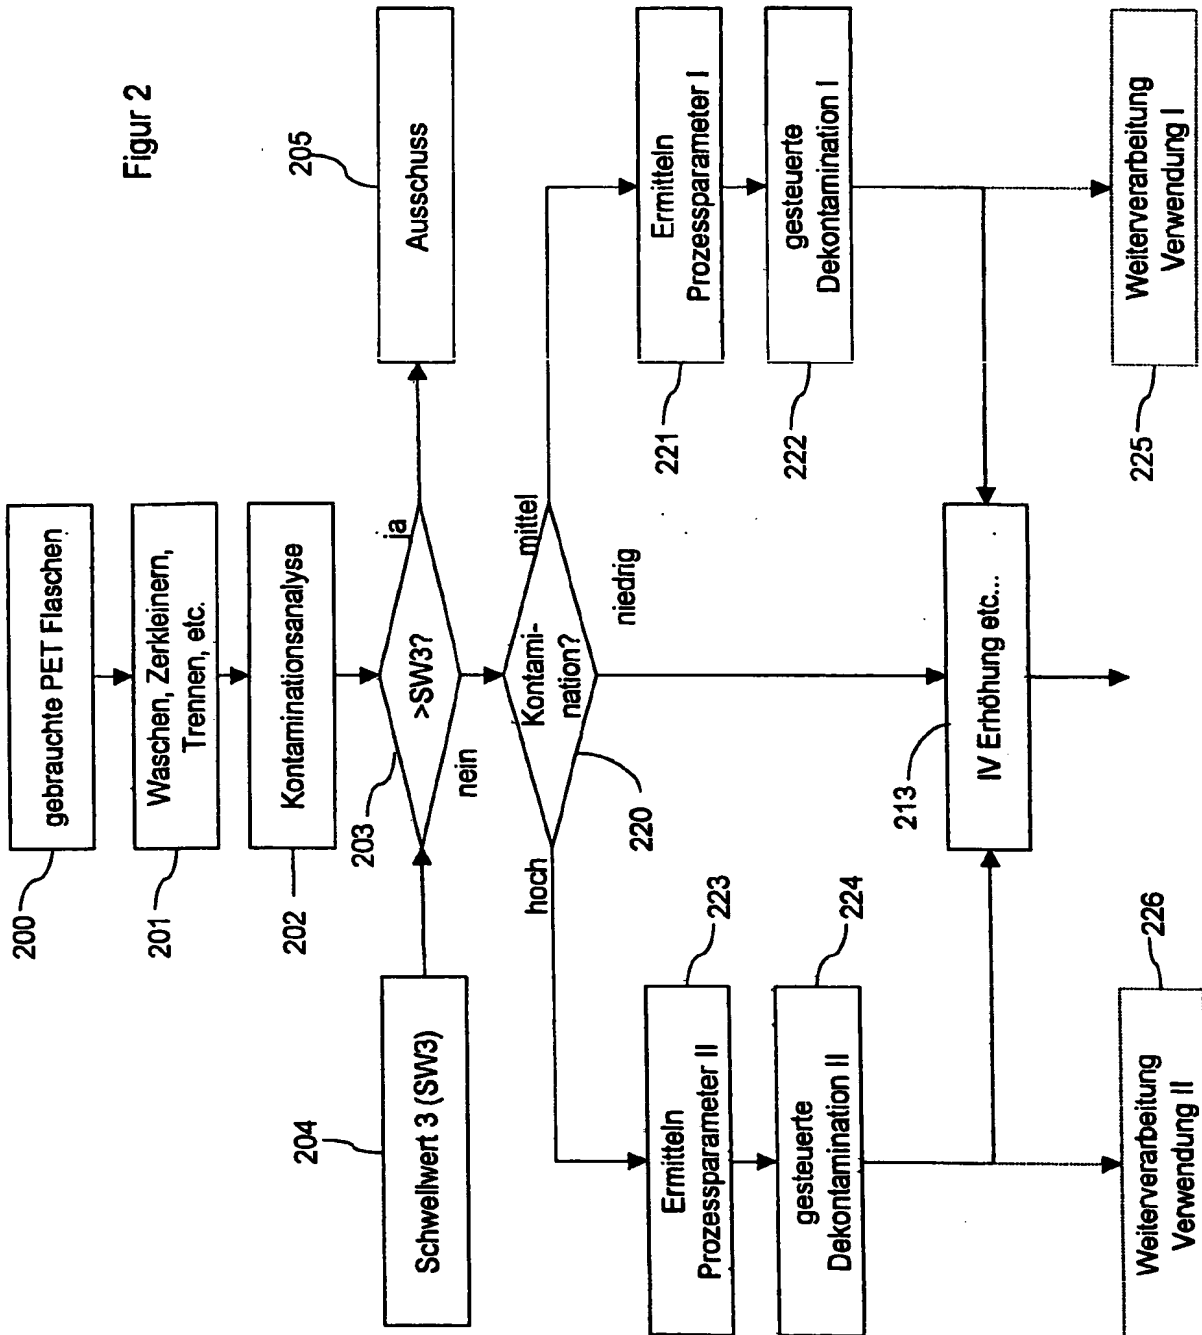 Figur 2
gebrauchte PET Flaschen
200
Waschen, Zerkleinern,
Trennen, etc.
201
Kontaminationsanalyse
202
>SW3?
203
ja
nein
Schwellwert 3 (SW3)
204
Ausschuss
205
Kontami-
nation?
220
hoch
mittel
niedrig
Ermitteln
Prozessparameter I
221
gesteuerte
Dekontamination I
222
Ermitteln
Prozessparameter II
223
gesteuerte
Dekontamination II
224
IV Erhöhung etc...
213
Weiterverarbeitung
Verwendung I
225
Weiterverarbeitung
Verwendung II
226